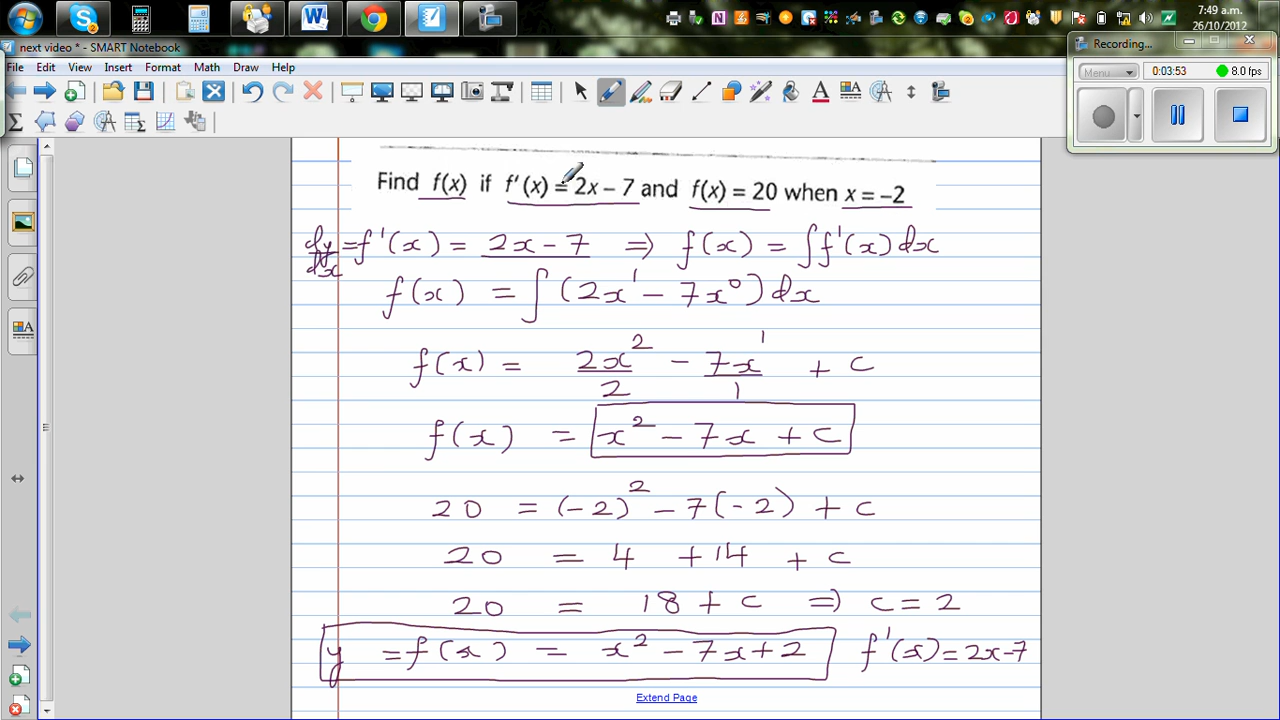 7:49 a.m.
26/10/2012
next video * - SMART Notebook
File Edit View Insert Format Math Draw Help
Recording...
Menu
0:03:53
8.0 fps
Find f(x) if f'(x) = 2x – 7 and f(x) = 20 when x = –2
dy/dx = f'(x) = 2x - 7 ⇒ f(x) = ∫f'(x)dx
f(x) = ∫(2x¹ - 7x⁰)dx
f(x) = 2x²/2 - 7x¹/1 + c
f(x) = x² - 7x + c
20 = (-2)² - 7(-2) + c
20 = 4 + 14 + c
20 = 18 + c ⇒ c = 2
y = f(x) = x² - 7x + 2 f'(x) = 2x-7
Extend Page